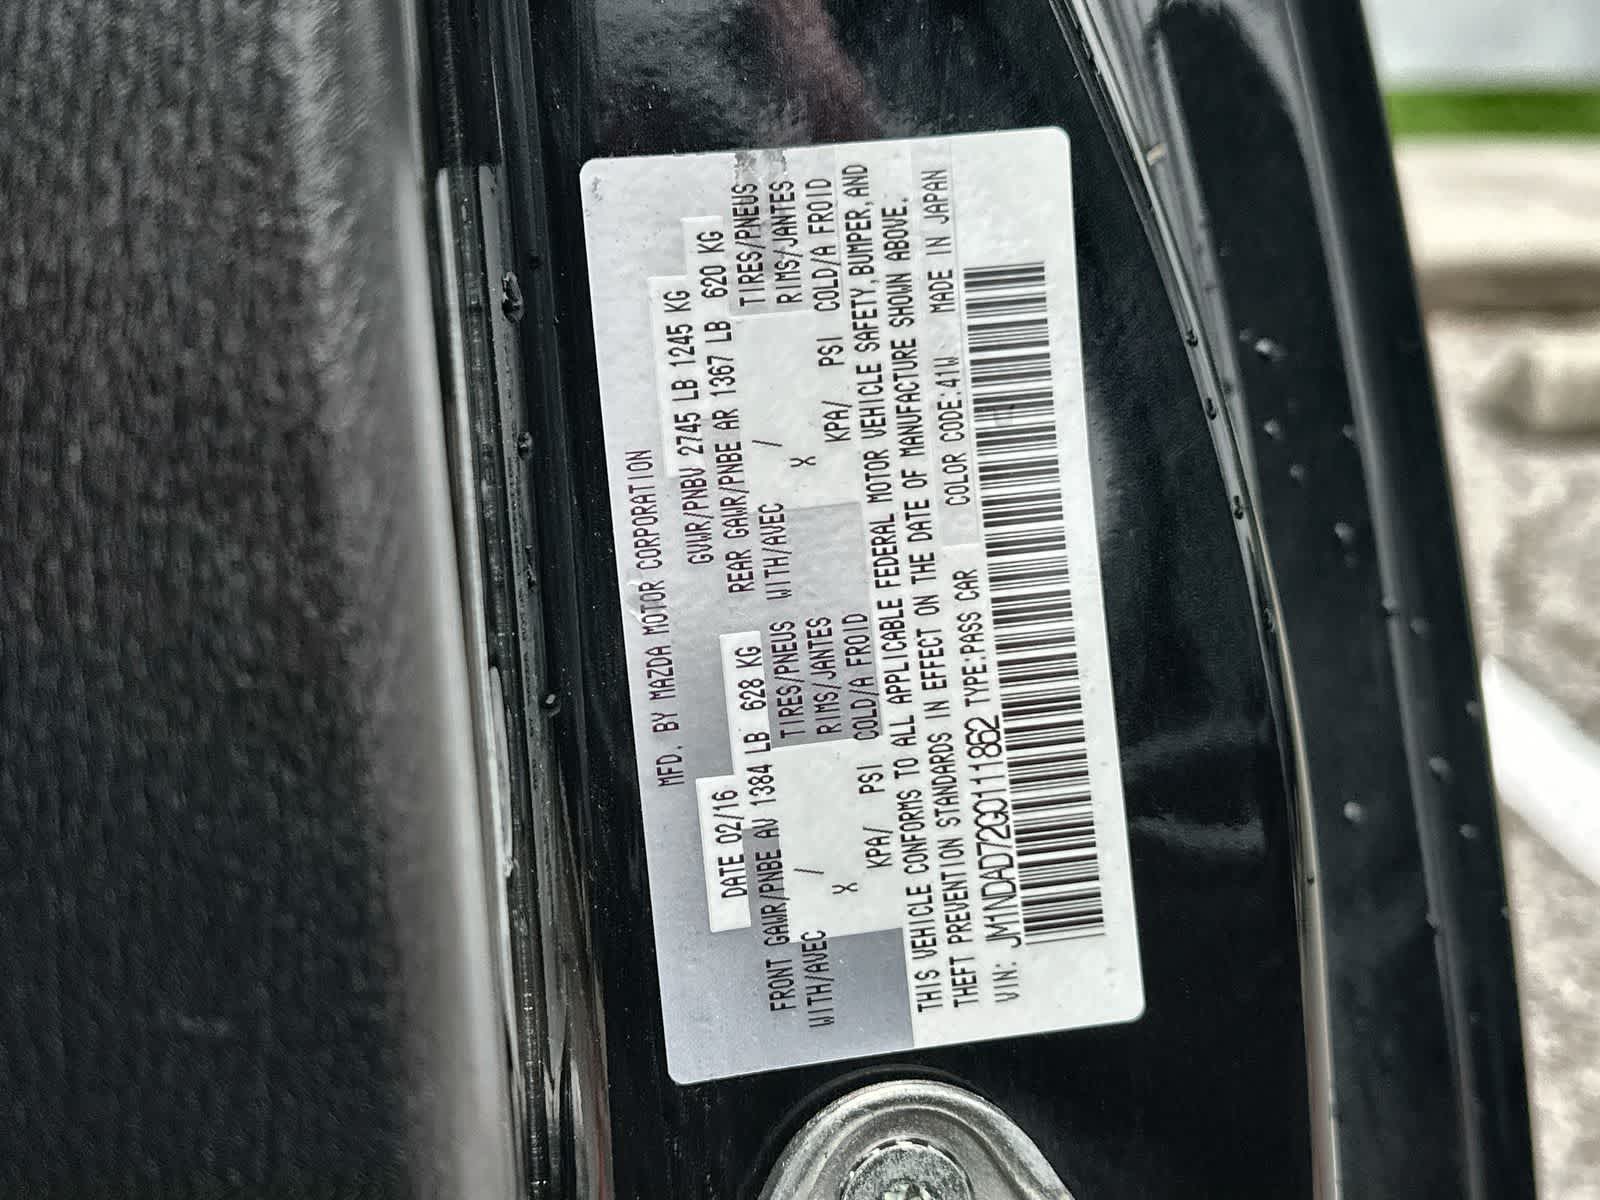 MFD. BY MAZDA MOTOR CORPORATION
DATE 02/16 GVWR/PNBV 2745 LB 1245 KG
FRONT GAWR/PNBE AV 1384 LB 628 KG REAR GAWR/PNBE AR 1367 LB 620 KG
WITH/AVEC / TIRES/PNEUS WITH/AVEC / TIRES/PNEUS
X RIMS/JANTES X RIMS/JANTES
KPA/ PSI COLD/A FROID KPA/ PSI COLD/A FROID
THIS VEHICLE CONFORMS TO ALL APPLICABLE FEDERAL MOTOR VEHICLE SAFETY,BUMPER,AND
THEFT PREVENTION STANDARDS IN EFFECT ON THE DATE OF MANUFACTURE SHOWN ABOVE.
VIN: JM1NDAD72G0111862 TYPE:PASS CAR COLOR CODE:41W MADE IN JAPAN